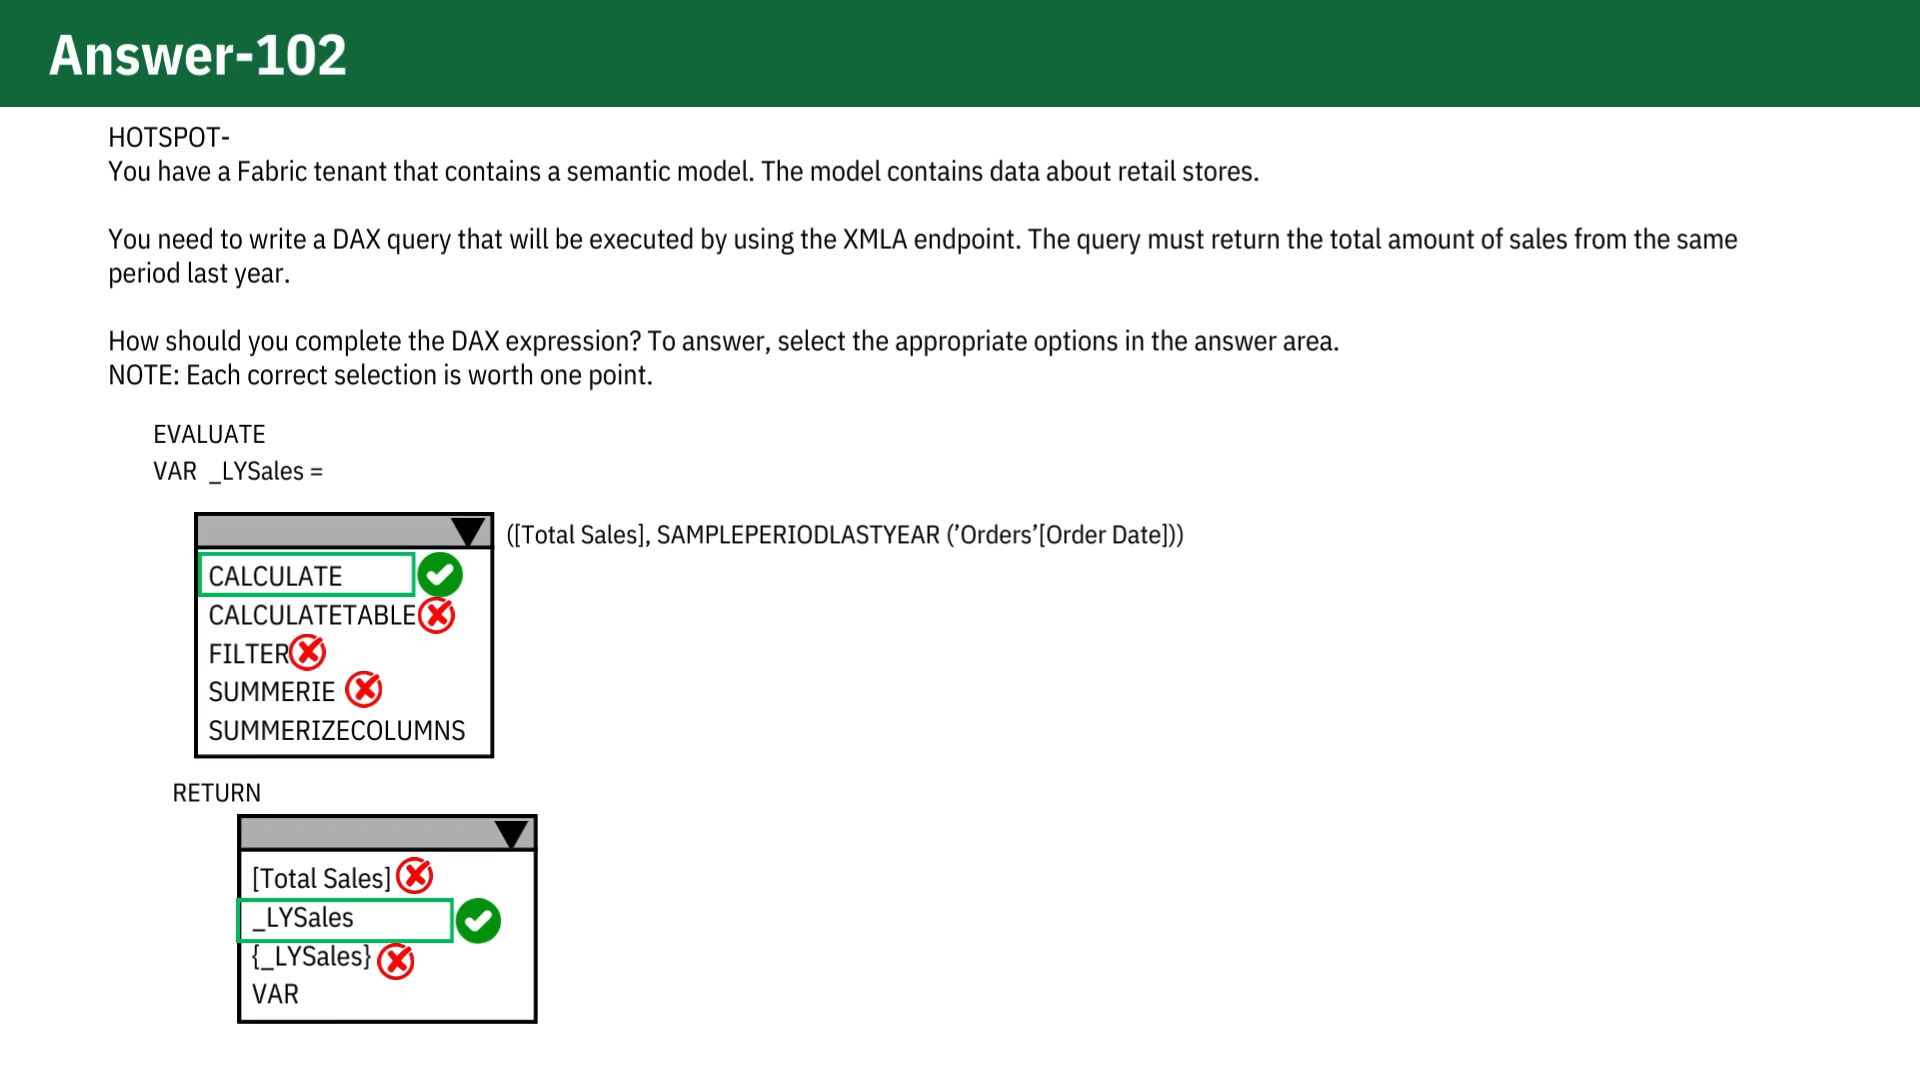 Answer-102
HOTSPOT-
You have a Fabric tenant that contains a semantic model. The model contains data about retail stores.
You need to write a DAX query that will be executed by using the XMLA endpoint. The query must return the total amount of sales from the same
period last year.
How should you complete the DAX expression? To answer, select the appropriate options in the answer area.
NOTE: Each correct selection is worth one point.
EVALUATE
VAR _LYSales =
([Total Sales], SAMPLEPERIODLASTYEAR (’Orders’[Order Date]))
CALCULATE
CALCULATETABLE
FILTER
SUMMERIE
SUMMERIZECOLUMNS
RETURN
[Total Sales]
_LYSales
{_LYSales}
VAR